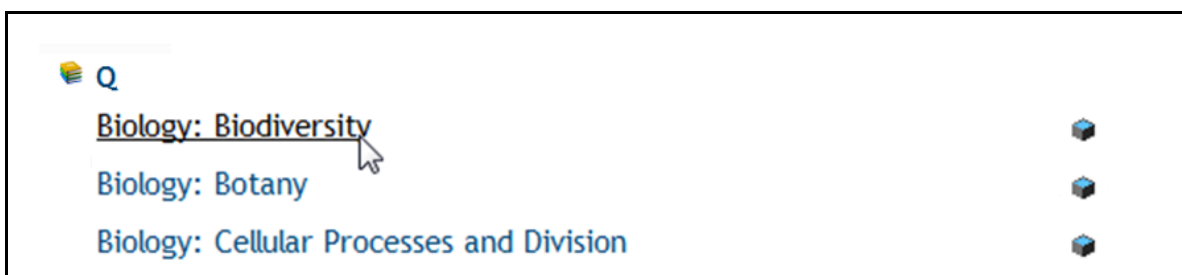 Q
Biology: Biodiversity
Biology: Botany
Biology: Cellular Processes and Division